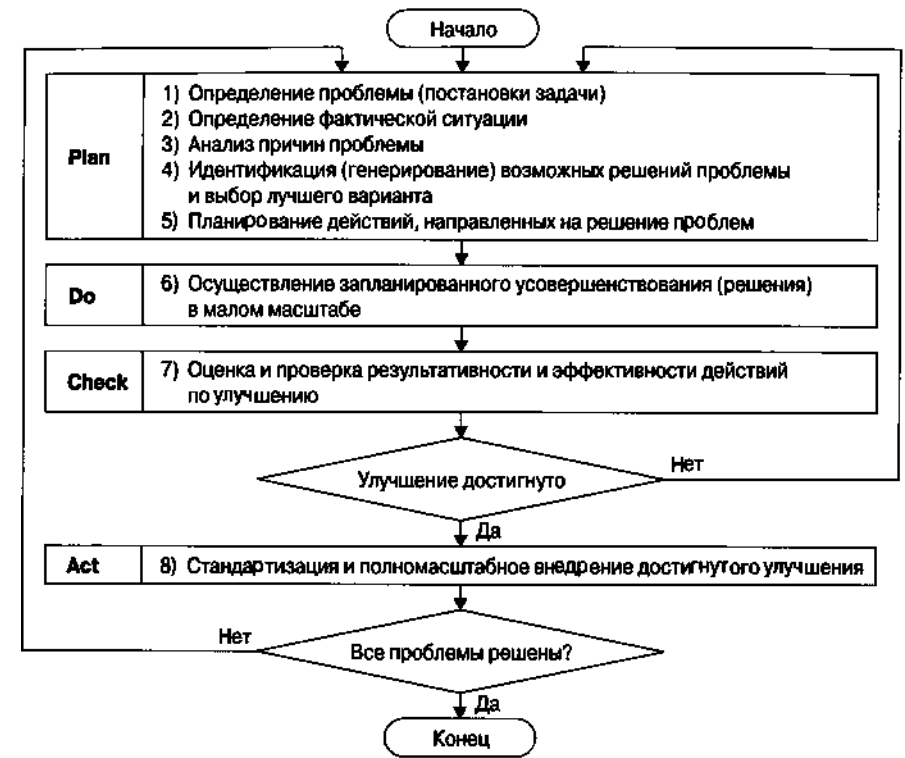 Начало
Plan
1) Определение проблемы (постановки задачи)
2) Определение фактической ситуации
3) Анализ причин проблемы
4) Идентификация (генерирование) возможных решений проблемы
и выбор лучшего варианта
5) Планирование действий, направленных на решение проблем
Do
6) Осуществление запланированного усовершенствования (решения)
в малом масштабе
Check
7) Оценка и проверка результативности и эффективности действий
по улучшению
Улучшение достигнуто
Нет
Да
Act
8) Стандартизация и полномасштабное внедрение достигнутого улучшения
Нет
Все проблемы решены?
Да
Конец